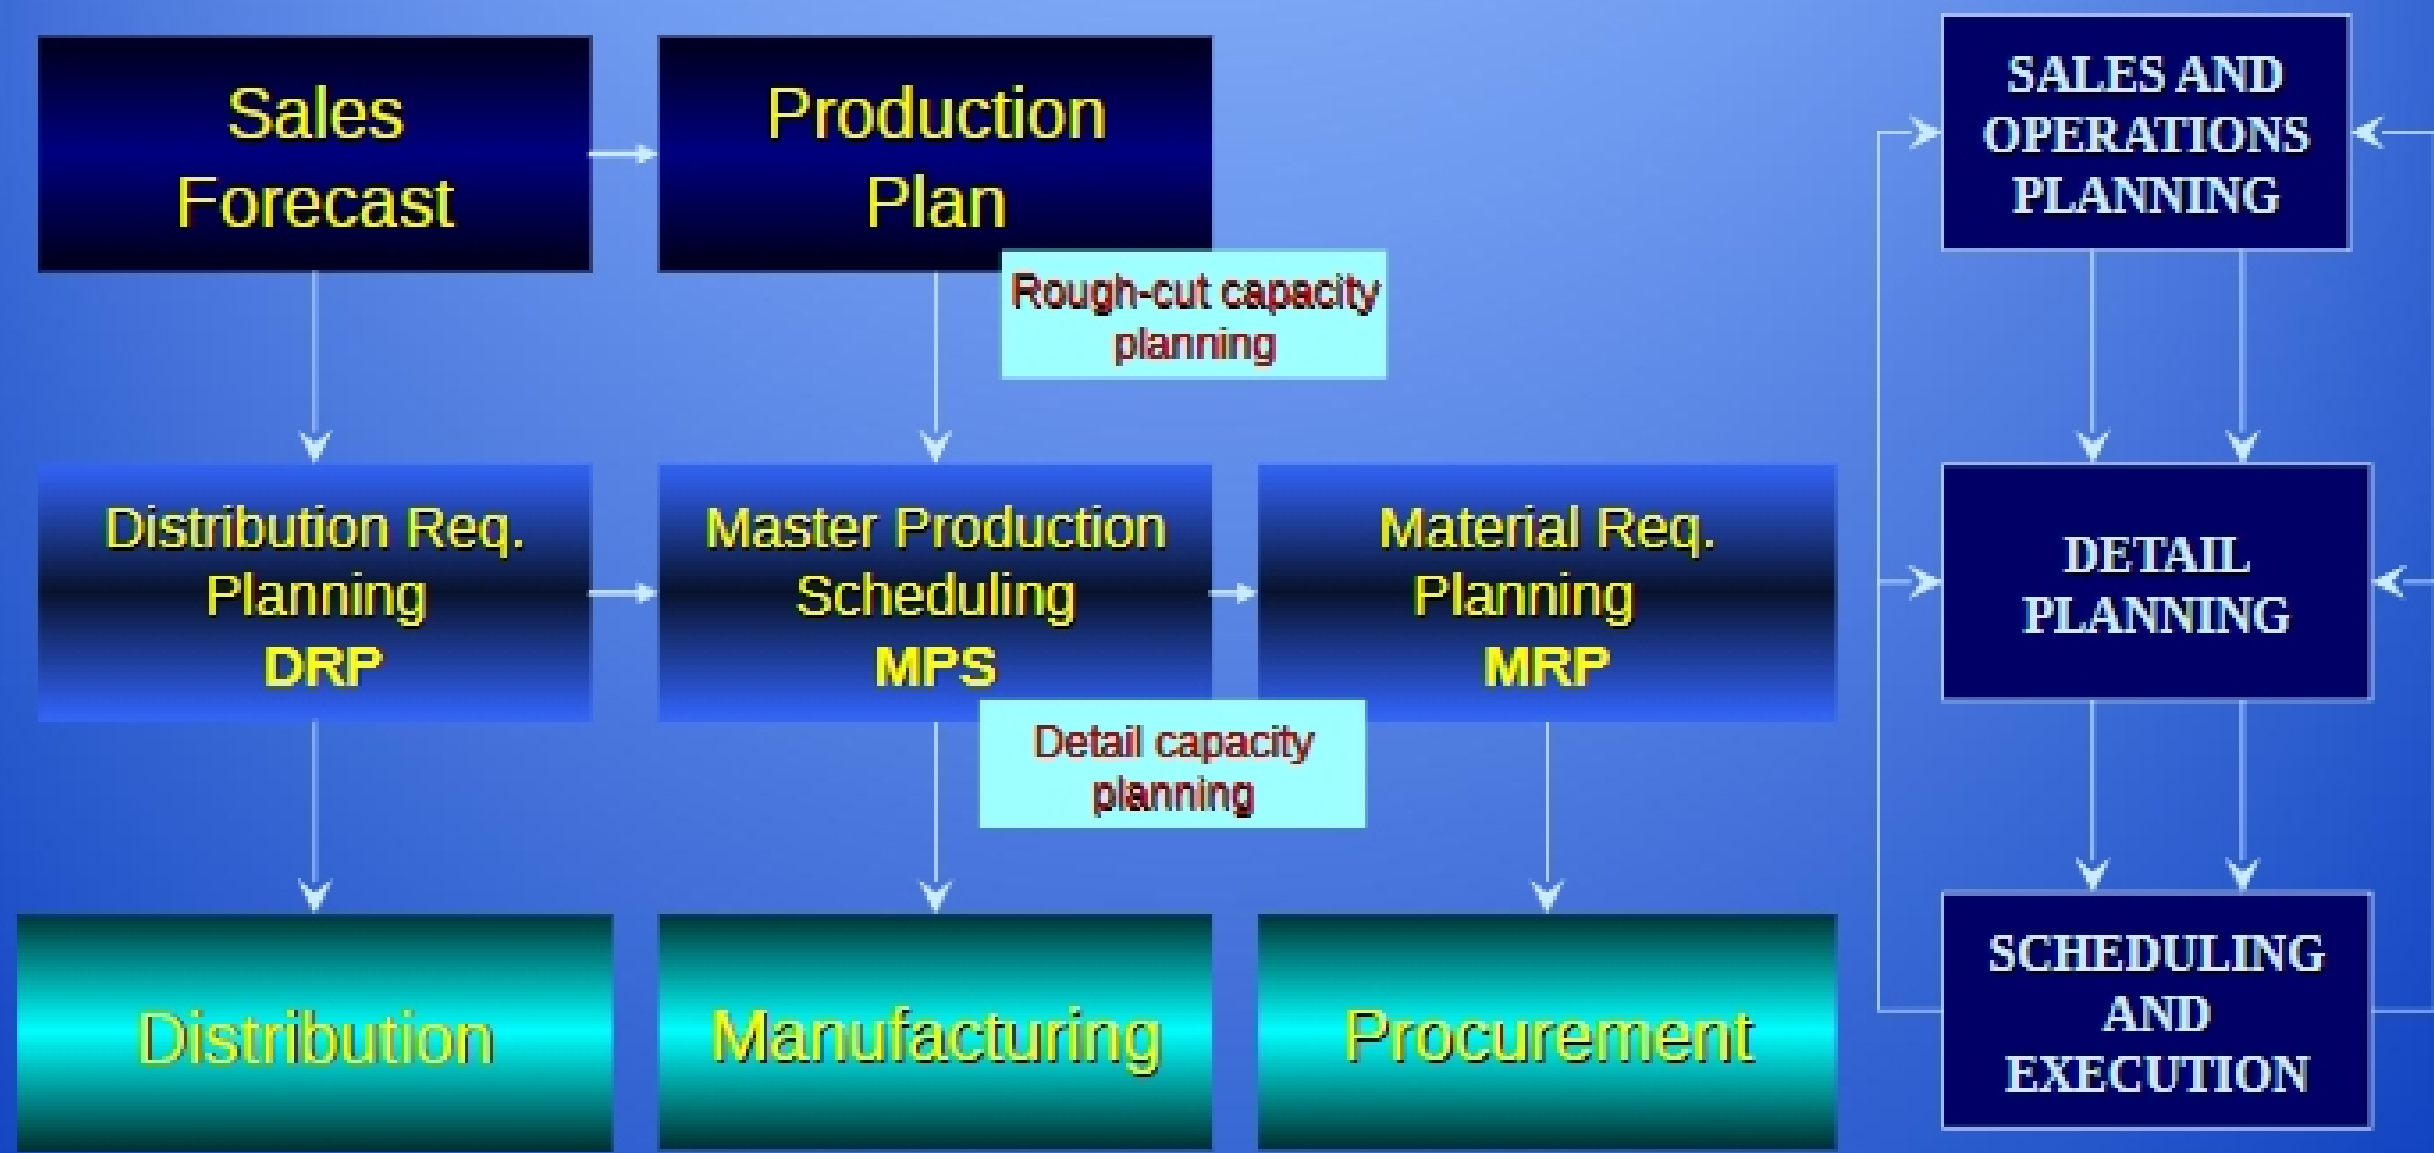 Sales
Forecast
Production
Plan
Rough-cut capacity
planning
SALES AND
OPERATIONS
PLANNING
Distribution Req.
Planning
DRP
Master Production
Scheduling
MPS
Material Req.
Planning
MRP
Detail capacity
planning
DETAIL
PLANNING
Distribution
Manufacturing
Procurement
SCHEDULING
AND
EXECUTION